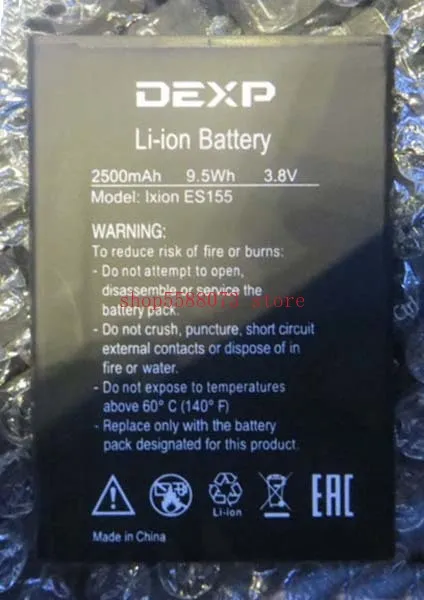 DEXP
Li-ion Battery
2500mAh 9.5Wh 3.8V
Model: Ixion ES155
WARNING:
To reduce risk of fire or burns:
- Do not attempt to open,
disassemble or service the
battery pack.
shop5588072 store
- Do not crush, puncture, short circuit
external contacts or dispose of in
fire or water.
- Do not expose to temperatures
above 60° C (140° F)
- Replace only with the battery
pack designated for this product.
Li-ion
EAC
Made in China